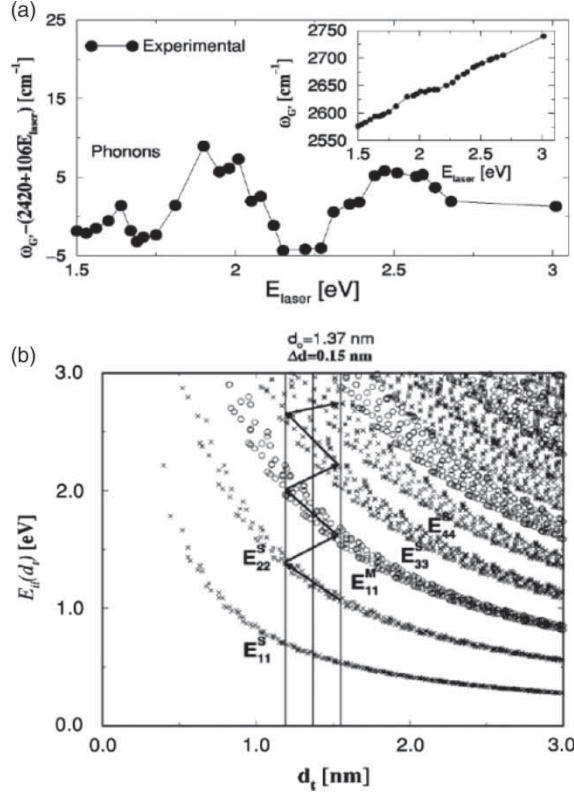 (a)
25
15
5
−5
ω_G'−(2420+106E_laser) [cm⁻¹]
Experimental
Phonons
1.5
2
2.5
3
E_laser [eV]
2750
2700
2650
2600
2550
ω_G' [cm⁻¹]
1.5
2
2.5
3
E_laser [eV]
(b)
d_o=1.37 nm
Δd=0.15 nm
3.0
2.0
1.0
0.0
E_ii(d_t) [eV]
E^S_44
E^S_22
E^S_33
E^M_11
E^S_11
0.0
1.0
2.0
3.0
d_t [nm]